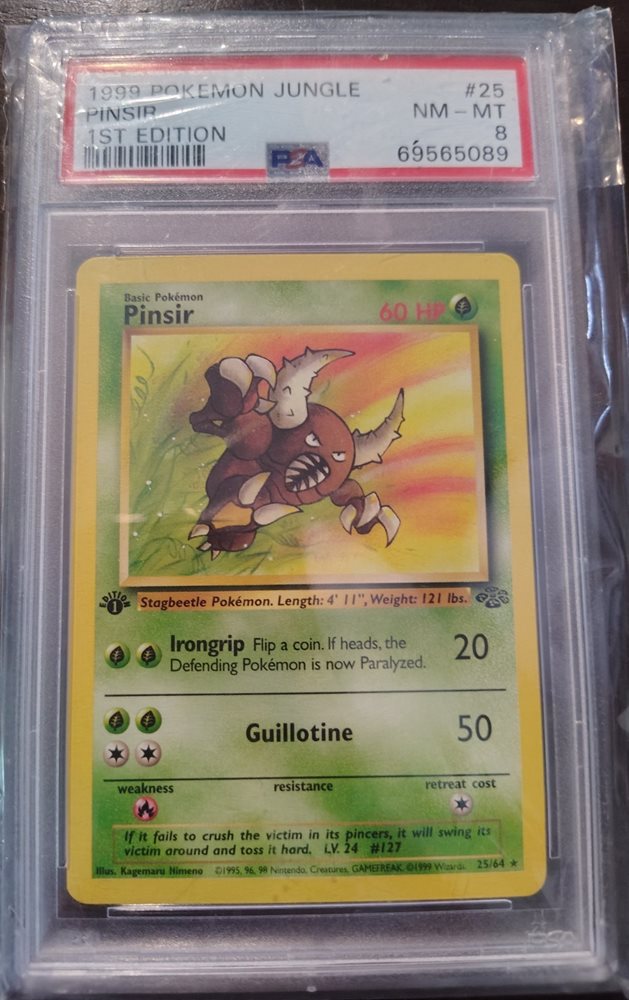 1999 POKEMON JUNGLE #25
PINSIR NM - MT
1ST EDITION 8
PSA 69565089
Basic Pokémon
Pinsir 60 HP
EDITION 1
Stagbeetle Pokémon. Length: 4' 11", Weight: 121 lbs.
Irongrip Flip a coin. If heads, the
Defending Pokémon is now Paralyzed. 20
Guillotine 50
weakness resistance retreat cost
If it fails to crush the victim in its pincers, it will swing its
victim around and toss it hard. LV. 24 #127
Illus. Kagemaru Himeno ©1995, 96, 98 Nintendo, Creatures, GAMEFREAK. ©1999 Wizards. 25/64 ★